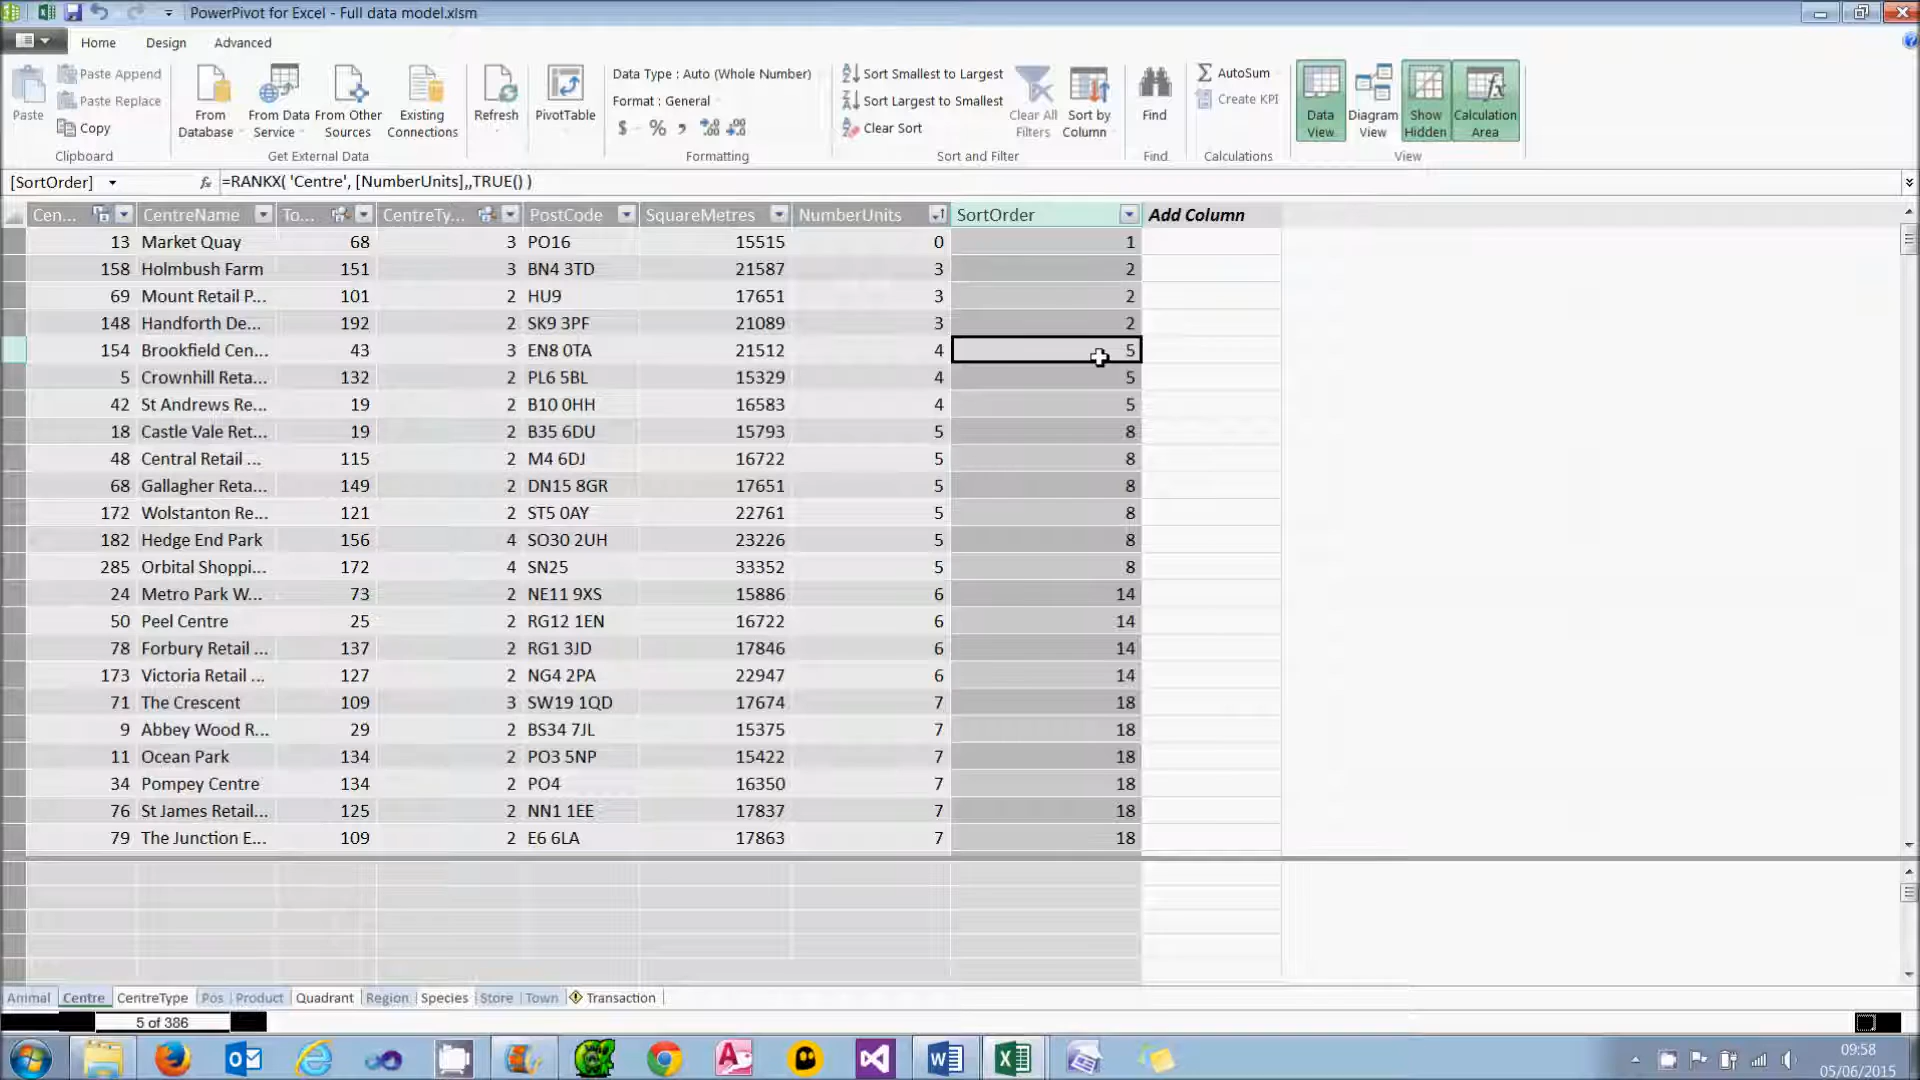 PowerPivot for Excel - Full data model.xlsm
Home Design Advanced
Paste
Paste Append
Paste Replace
Copy
Clipboard
From Database
From Data Service
From Other Sources
Existing Connections
Get External Data
Refresh
PivotTable
Data Type : Auto (Whole Number)
Format : General
$ % ,
Formatting
Sort Smallest to Largest
Sort Largest to Smallest
Clear Sort
Clear All Filters
Sort by Column
Sort and Filter
Find
Find
AutoSum
Create KPI
Calculations
Data View
Diagram View
Show Hidden
Calculation Area
View
[SortOrder] fx =RANKX( 'Centre', [NumberUnits],,TRUE() )
Cen... CentreName To... CentreTy... PostCode SquareMetres NumberUnits SortOrder Add Column
13 Market Quay 68 3 PO16 15515 0 1
158 Holmbush Farm 151 3 BN4 3TD 21587 3 2
69 Mount Retail P... 101 2 HU9 17651 3 2
148 Handforth De... 192 2 SK9 3PF 21089 3 2
154 Brookfield Cen... 43 3 EN8 0TA 21512 4 5
5 Crownhill Reta... 132 2 PL6 5BL 15329 4 5
42 St Andrews Re... 19 2 B10 0HH 16583 4 5
18 Castle Vale Ret... 19 2 B35 6DU 15793 5 8
48 Central Retail ... 115 2 M4 6DJ 16722 5 8
68 Gallagher Reta... 149 2 DN15 8GR 17651 5 8
172 Wolstanton Re... 121 2 ST5 0AY 22761 5 8
182 Hedge End Park 156 4 SO30 2UH 23226 5 8
285 Orbital Shoppi... 172 4 SN25 33352 5 8
24 Metro Park W... 73 2 NE11 9XS 15886 6 14
50 Peel Centre 25 2 RG12 1EN 16722 6 14
78 Forbury Retail ... 137 2 RG1 3JD 17846 6 14
173 Victoria Retail ... 127 2 NG4 2PA 22947 6 14
71 The Crescent 109 3 SW19 1QD 17674 7 18
9 Abbey Wood R... 29 2 BS34 7JL 15375 7 18
11 Ocean Park 134 2 PO3 5NP 15422 7 18
34 Pompey Centre 134 2 PO4 16350 7 18
76 St James Retail... 125 2 NN1 1EE 17837 7 18
79 The Junction E... 109 2 E6 6LA 17863 7 18
Animal Centre CentreType Pos Product Quadrant Region Species Store Town Transaction
5 of 386
09:58
05/06/2015